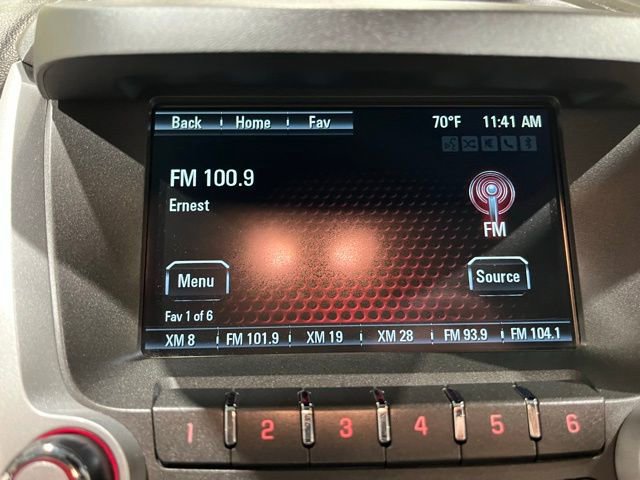 Back Home Fav 70°F 11:41 AM
FM 100.9
Ernest
FM
Menu Source
Fav 1 of 6
XM 8 FM 101.9 XM 19 XM 28 FM 93.9 FM 104.1
1 2 3 4 5 6